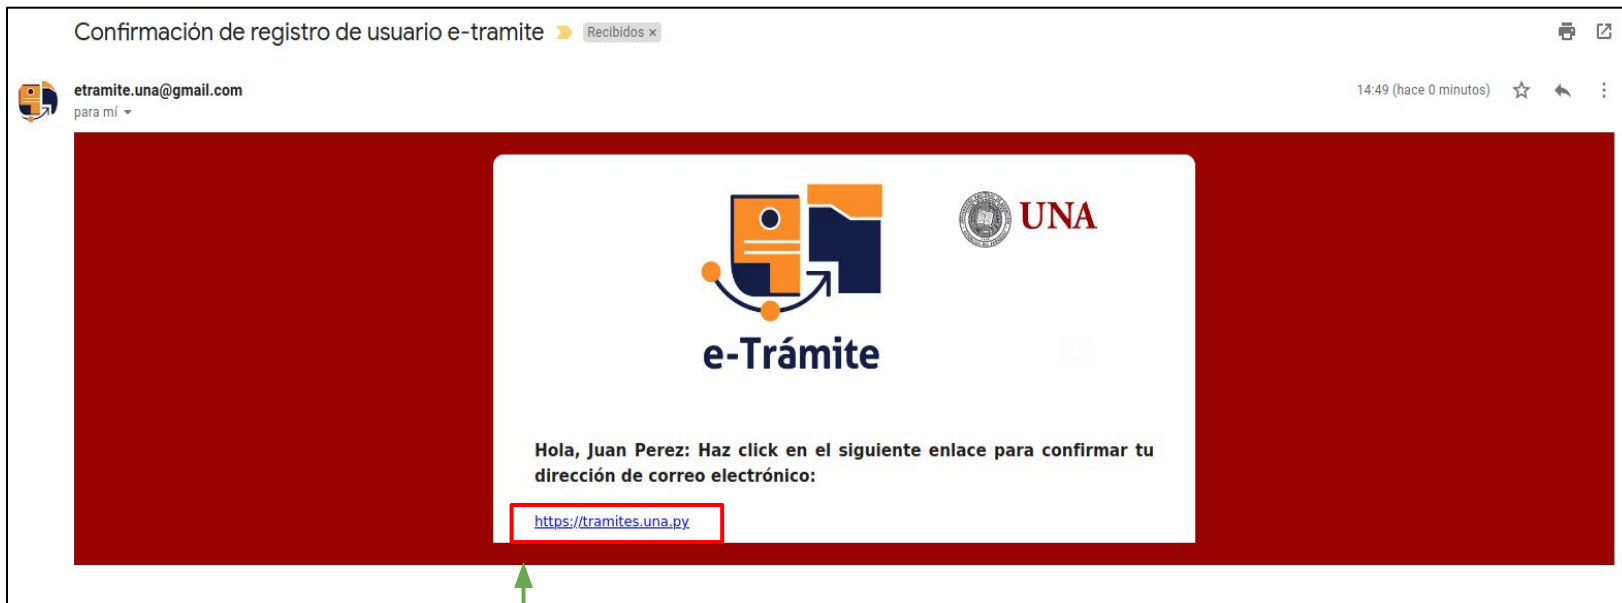 Confirmación de registro de usuario e-tramite
Recibidos x
etramite.una@gmail.com
14:49 (hace 0 minutos)
para mí
UNA
e-Trámite
Hola, Juan Perez: Haz click en el siguiente enlace para confirmar tu
dirección de correo electrónico:
https://tramites.una.py